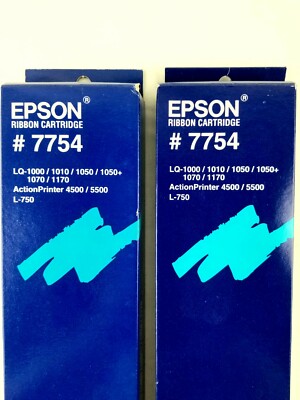 EPSON®
RIBBON CARTRIDGE
# 7754
LQ-1000 / 1010 / 1050 / 1050+
1070 / 1170
ActionPrinter 4500 / 5500
L-750
EPSON®
RIBBON CARTRIDGE
# 7754
LQ-1000 / 1010 / 1050 / 1050+
1070 / 1170
ActionPrinter 4500 / 5500
L-750